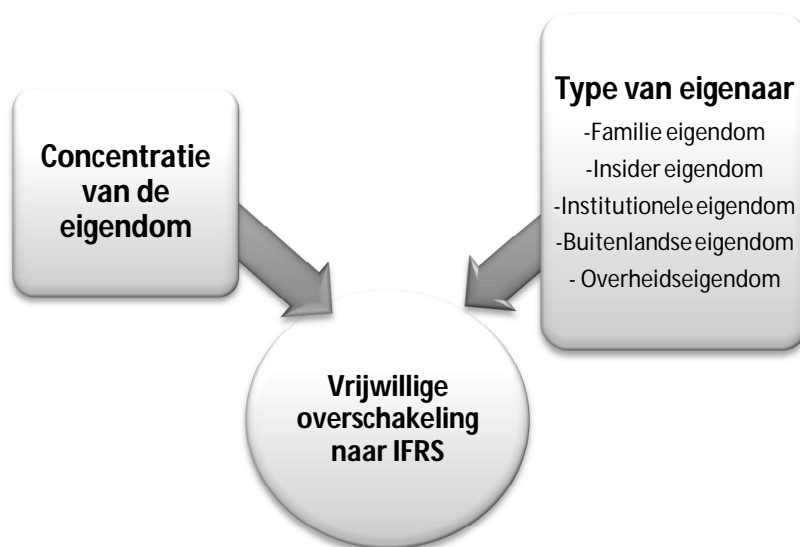 Concentratie
van de
eigendom
Type van eigenaar
-Familie eigendom
-Insider eigendom
-Institutionele eigendom
-Buitenlandse eigendom
- Overheidseigendom
Vrijwillige
overschakeling
naar IFRS